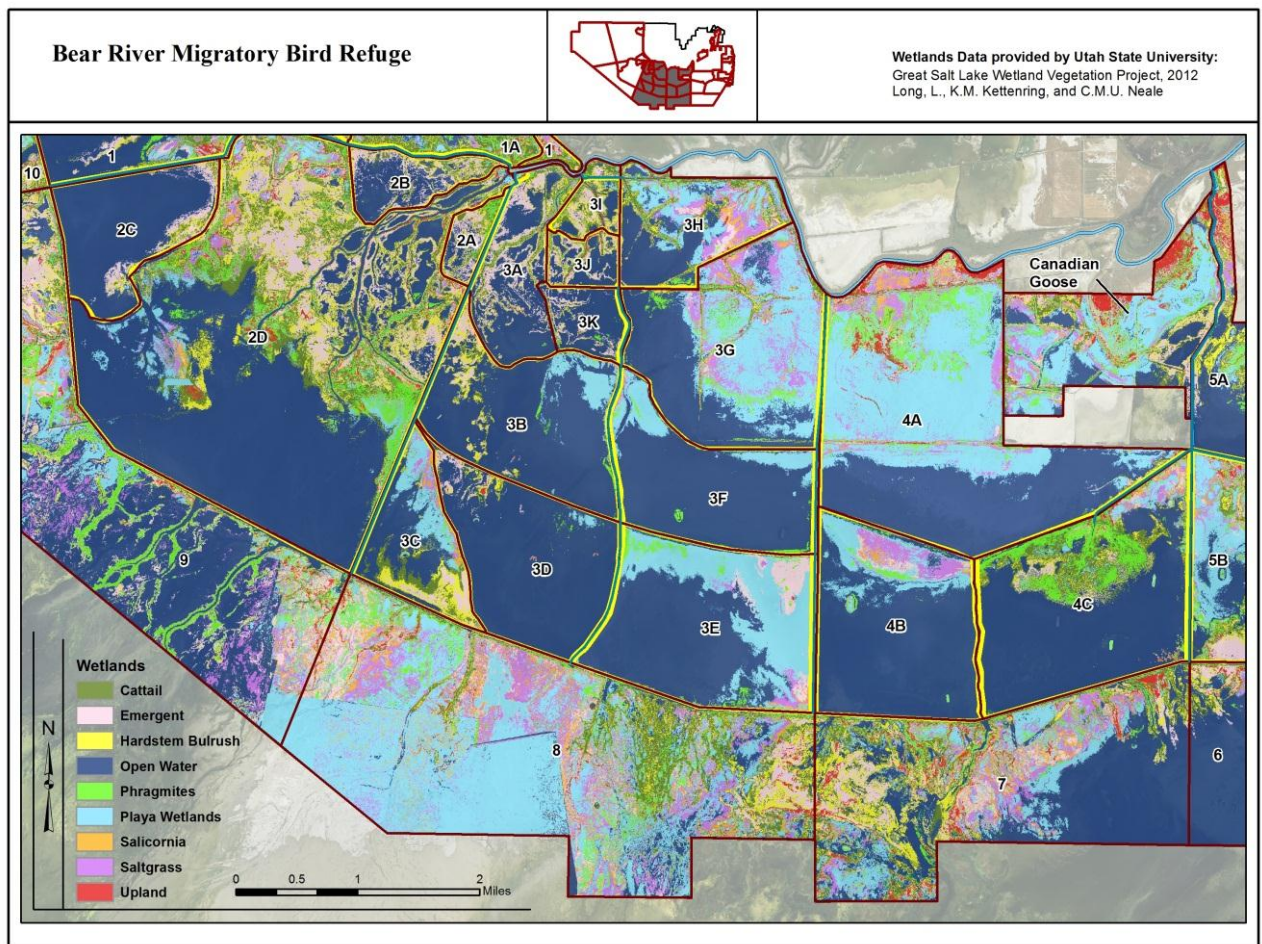 Bear River Migratory Bird Refuge
Wetlands Data provided by Utah State University:
Great Salt Lake Wetland Vegetation Project, 2012
Long, L., K.M. Kettenring, and C.M.U. Neale
1
10
1A
1
2B
2C
3I
3H
2A
3A
3J
Canadian
Goose
3K
2D
3G
5A
4A
3B
3F
3C
3D
9
5B
3E
4B
4C
8
7
6
Wetlands
Cattail
Emergent
Hardstem Bulrush
Open Water
Phragmites
Playa Wetlands
Salicornia
Saltgrass
Upland
N
0 0.5 1 2
Miles